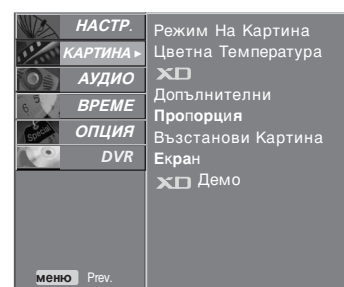 НАСТР.
КАРТИНА ►
АУДИО
ВРЕМЕ
ОПЦИЯ
DVR
Режим На Картина
Цветна Температура
XD
Допълнителни
Пропорция
Възстанови Картина
Екран
XD Демо
Special
меню Prev.